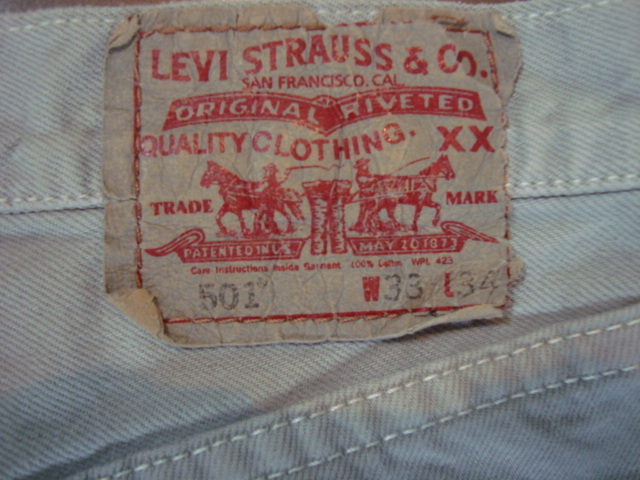 LEVI STRAUSS & CO.
SAN FRANCISCO, CAL
ORIGINAL RIVETED
QUALITY CLOTHING. XX
TRADE MARK
PATENTED IN U.S. MAY 20 1873
Care Instructions Inside Garment 100% Cotton WPL 423
501 W33 L34